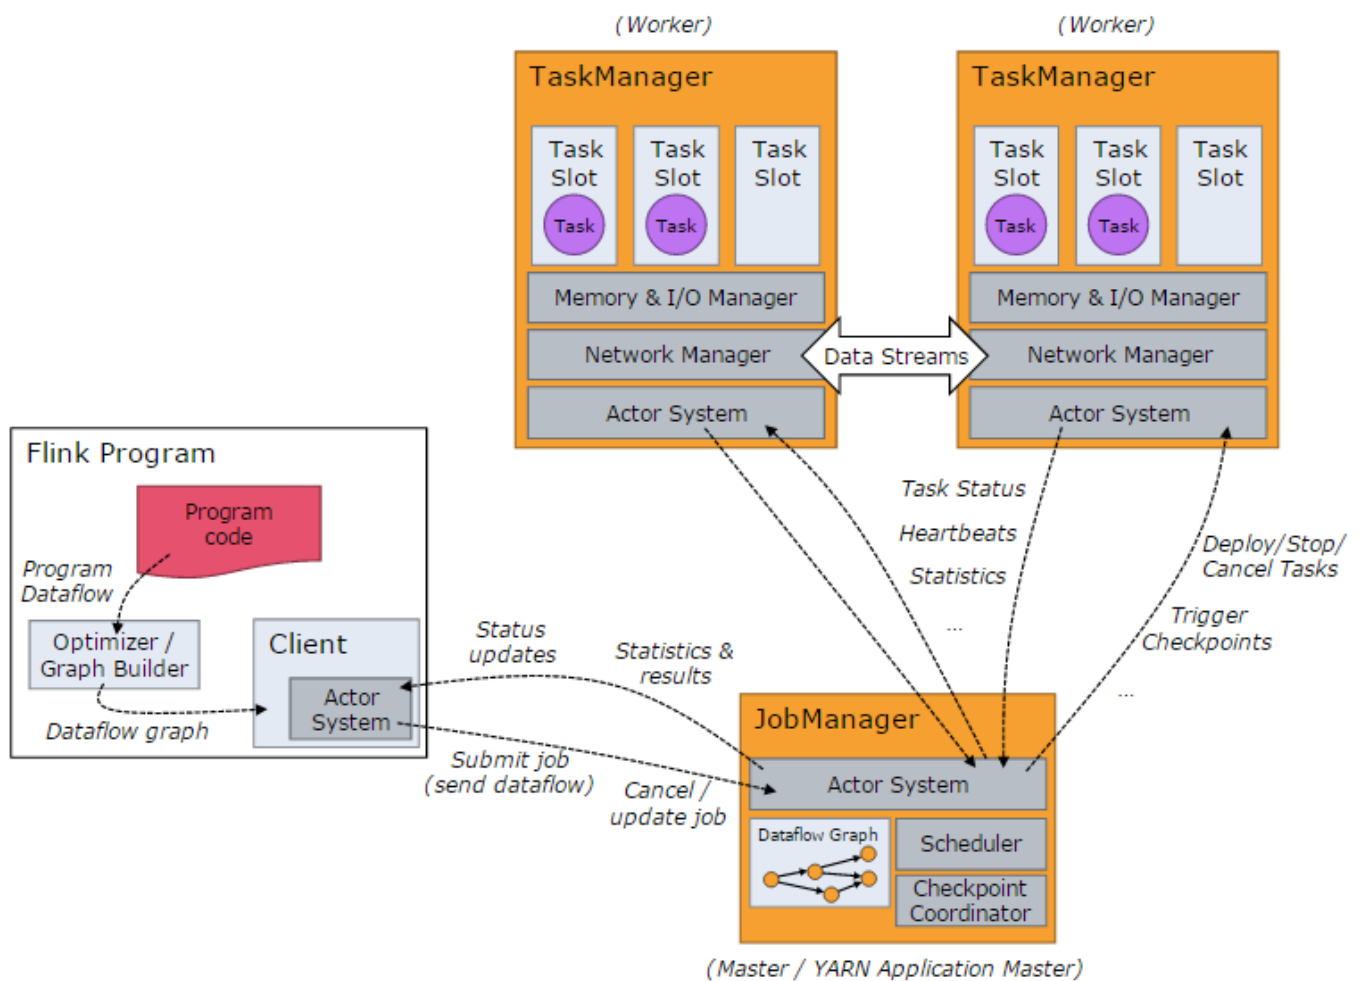 (Worker)
(Worker)
TaskManager
TaskManager
Task
Slot
Task
Task
Slot
Task
Task
Slot
Task
Slot
Task
Task
Slot
Task
Task
Slot
Memory & I/O Manager
Memory & I/O Manager
Network Manager
Data Streams
Network Manager
Actor System
Actor System
Flink Program
Program
code
Program
Dataflow
Optimizer /
Graph Builder
Dataflow graph
Client
Actor
System
Status
updates
Statistics &
results
Submit job
(send dataflow)
Cancel /
update job
Task Status
Heartbeats
Statistics
...
Deploy/Stop/
Cancel Tasks
Trigger
Checkpoints
...
JobManager
Actor System
Dataflow Graph
Scheduler
Checkpoint
Coordinator
(Master / YARN Application Master)